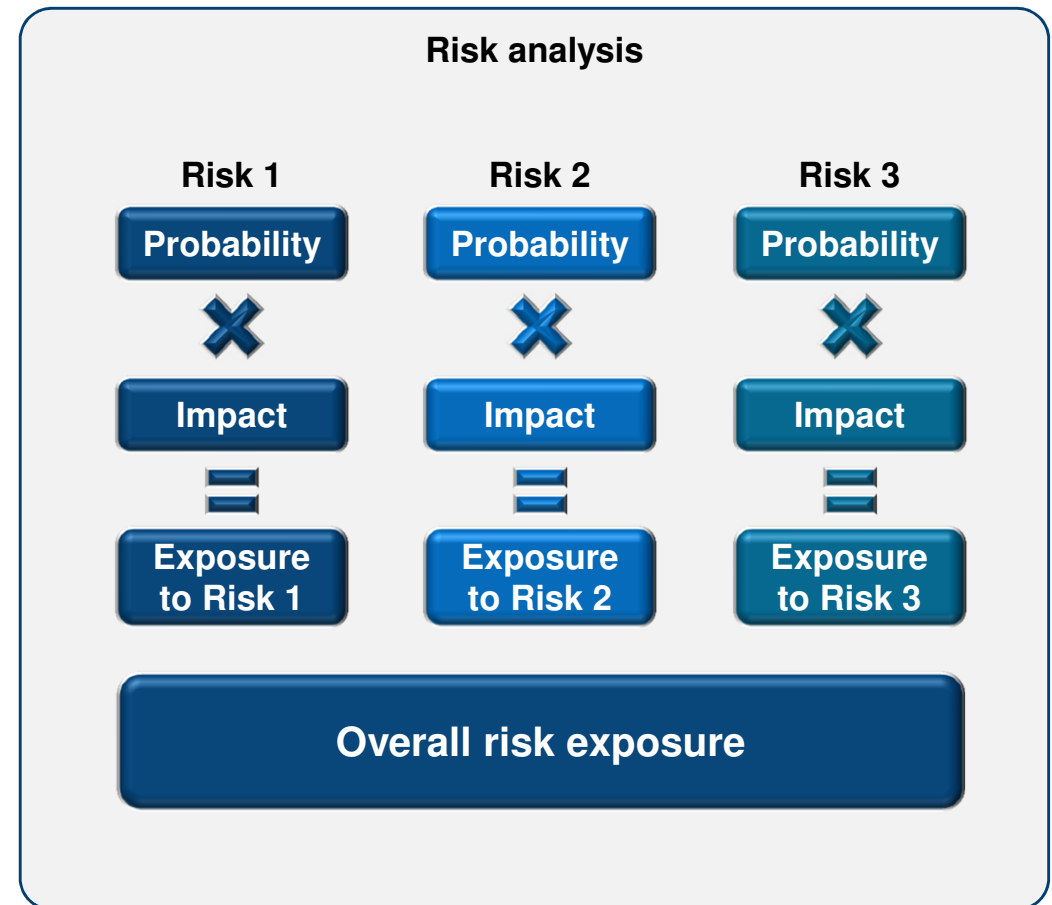 Risk analysis
Risk 1
Risk 2
Risk 3
Probability
Probability
Probability
Impact
Impact
Impact
Exposure
to Risk 1
Exposure
to Risk 2
Exposure
to Risk 3
Overall risk exposure